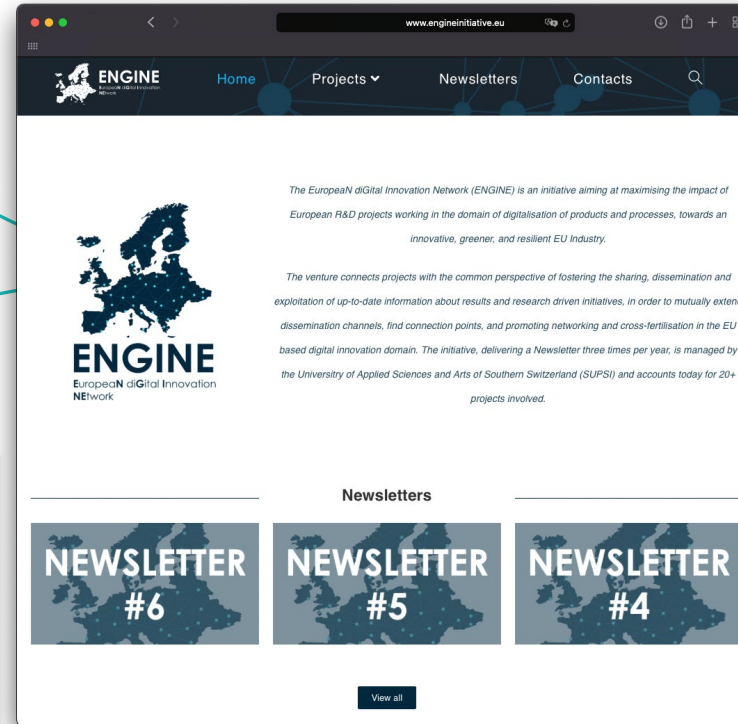 www.engineinitiative.eu
ENGINE
EuropeaN diGital Innovation
NEtwork
Home
Projects
Newsletters
Contacts
The EuropeaN diGital Innovation Network (ENGINE) is an initiative aiming at maximising the impact of
European R&D projects working in the domain of digitalisation of products and processes, towards an
innovative, greener, and resilient EU Industry.
The venture connects projects with the common perspective of fostering the sharing, dissemination and
exploitation of up-to-date information about results and research driven initiatives, in order to mutually exten
dissemination channels, find connection points, and promoting networking and cross-fertilisation in the EU
based digital innovation domain. The initiative, delivering a Newsletter three times per year, is managed by
the Universitry of Applied Sciences and Arts of Southern Switzerland (SUPSI) and accounts today for 20+
projects involved.
ENGINE
EuropeaN diGital Innovation
NEtwork
Newsletters
NEWSLETTER
#6
NEWSLETTER
#5
NEWSLETTER
#4
View all